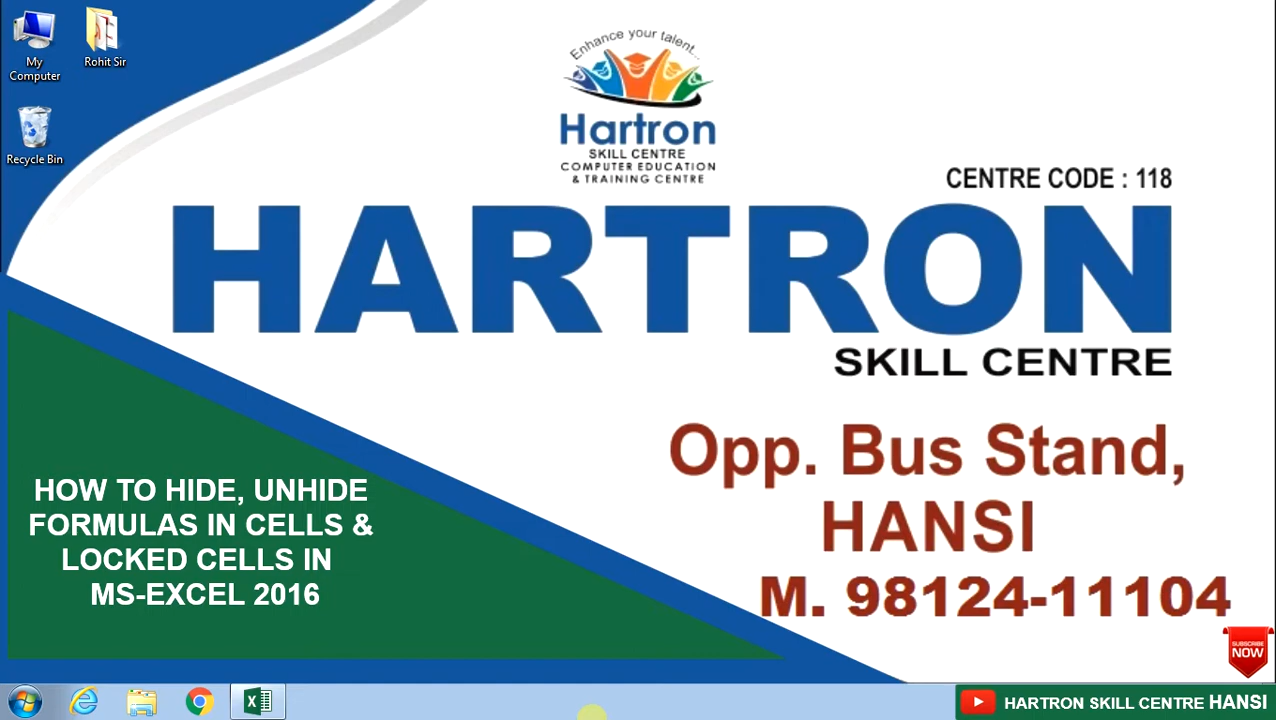 My
Computer
Rohit Sir
Recycle Bin
Enhance your talent...
Hartron
SKILL CENTRE
COMPUTER EDUCATION
& TRAINING CENTRE
CENTRE CODE : 118
HARTRON
SKILL CENTRE
Opp. Bus Stand,
HANSI
M. 98124-11104
HOW TO HIDE, UNHIDE
FORMULAS IN CELLS &
LOCKED CELLS IN
MS-EXCEL 2016
SUBSCRIBE
NOW
HARTRON SKILL CENTRE HANSI